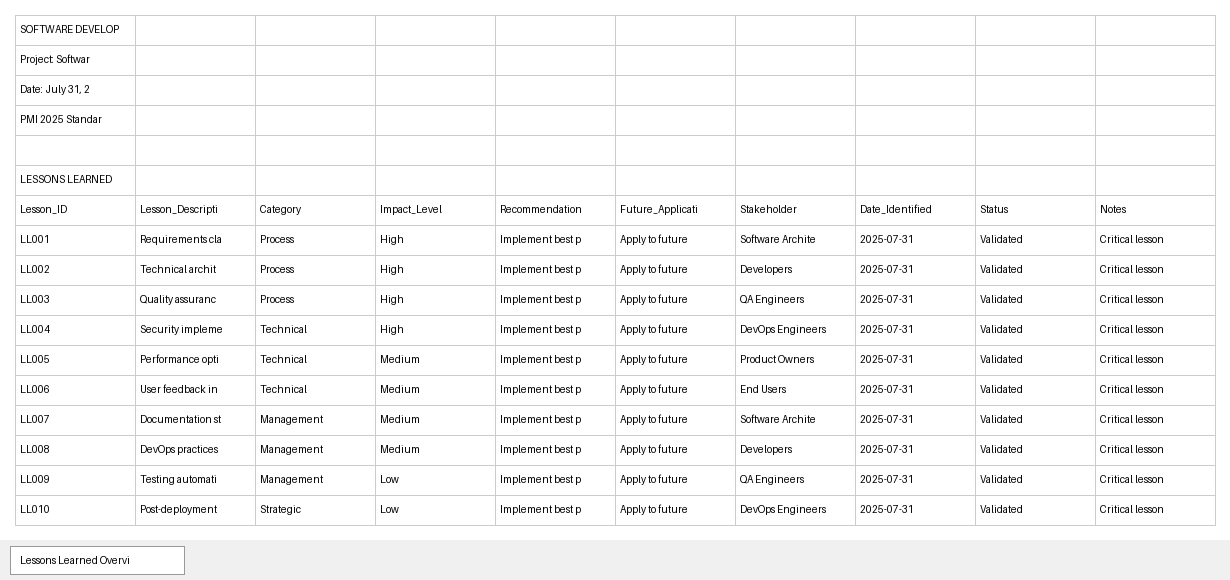 SOFTWARE DEVELOP
Project: Softwar
Date: July 31, 2
PMI 2025 Standar
LESSONS LEARNED
Lesson_ID Lesson_Descripti Category Impact_Level Recommendation Future_Applicati Stakeholder Date_Identified Status Notes
LL001 Requirements cla Process High Implement best p Apply to future Software Archite 2025-07-31 Validated Critical lesson
LL002 Technical archit Process High Implement best p Apply to future Developers 2025-07-31 Validated Critical lesson
LL003 Quality assuranc Process High Implement best p Apply to future QA Engineers 2025-07-31 Validated Critical lesson
LL004 Security impleme Technical High Implement best p Apply to future DevOps Engineers 2025-07-31 Validated Critical lesson
LL005 Performance opti Technical Medium Implement best p Apply to future Product Owners 2025-07-31 Validated Critical lesson
LL006 User feedback in Technical Medium Implement best p Apply to future End Users 2025-07-31 Validated Critical lesson
LL007 Documentation st Management Medium Implement best p Apply to future Software Archite 2025-07-31 Validated Critical lesson
LL008 DevOps practices Management Medium Implement best p Apply to future Developers 2025-07-31 Validated Critical lesson
LL009 Testing automati Management Low Implement best p Apply to future QA Engineers 2025-07-31 Validated Critical lesson
LL010 Post-deployment Strategic Low Implement best p Apply to future DevOps Engineers 2025-07-31 Validated Critical lesson
Lessons Learned Overvi